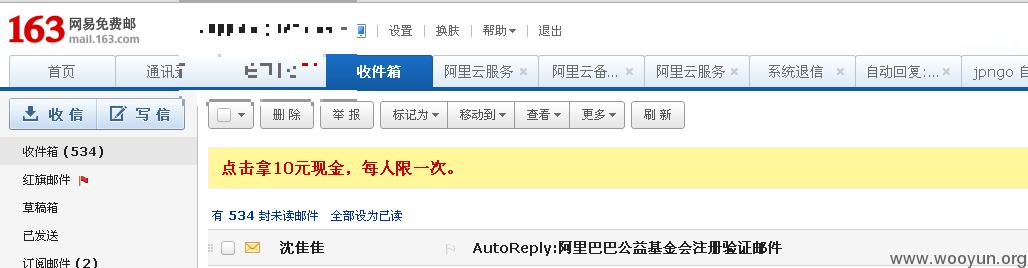 163 网易免费邮
mail.163.com
设置 | 换肤 | 帮助 | 退出
首页 通讯 收件箱 阿里云服务 阿里云备... 阿里云服务 系统退信 自动回复:... jpngo 自
收 信 写 信 删 除 举 报 标记为 移动到 查看 更多 刷 新
收件箱 (534)
点击拿10元现金，每人限一次。
红旗邮件
草稿箱
有 534 封未读邮件 全部设为已读
已发送
沈佳佳 AutoReply:阿里巴巴公益基金会注册验证邮件
订阅邮件 (2)
www.wooyun.org